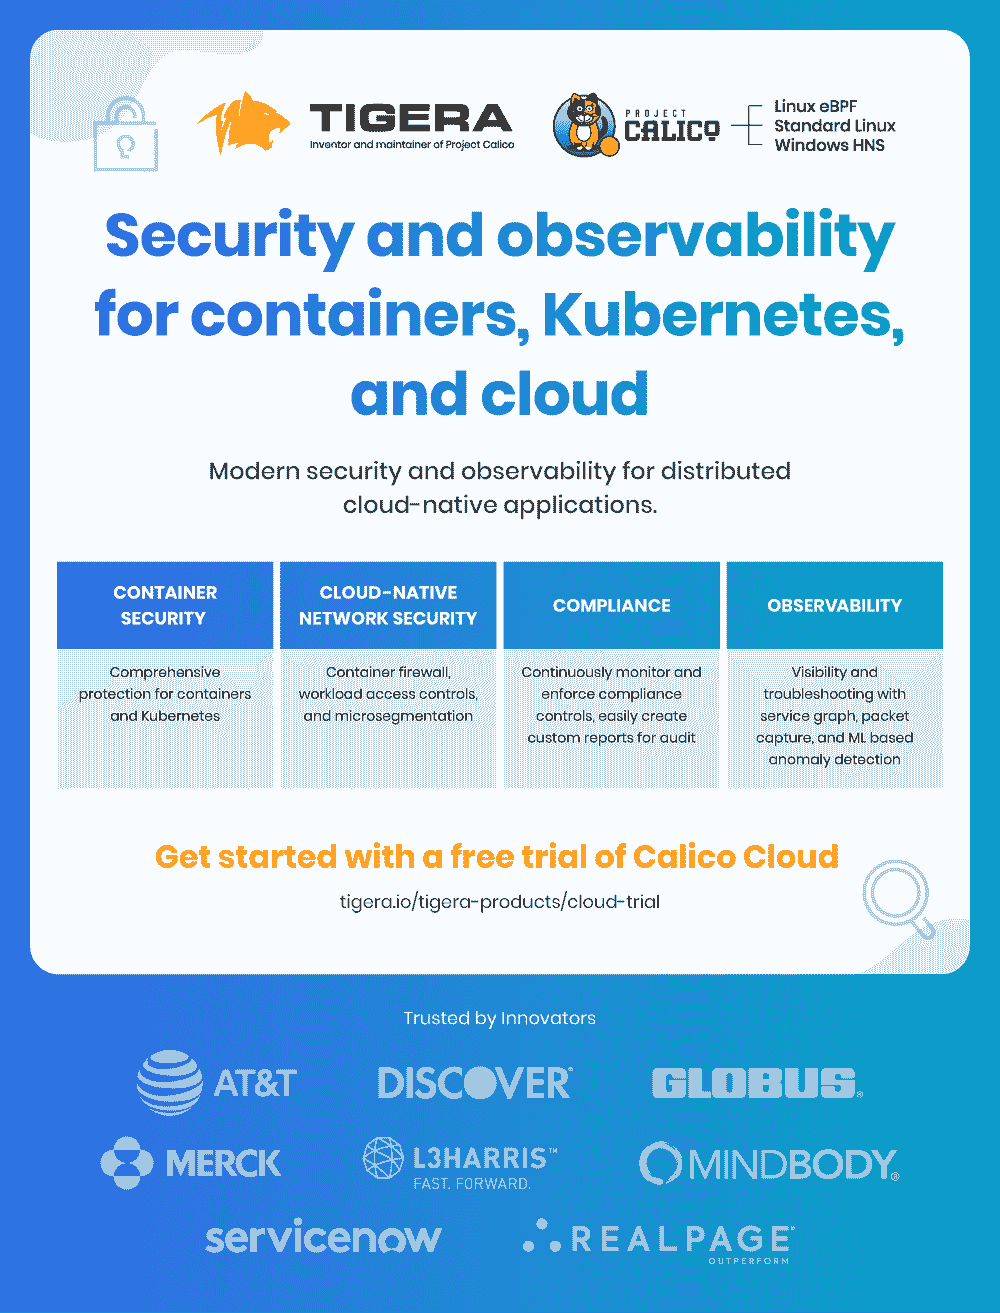 TIGERA
Inventor and maintainer of Project Calico
PROJECT
CALICO
Linux eBPF
Standard Linux
Windows HNS
Security and observability
for containers, Kubernetes,
and cloud
Modern security and observability for distributed
cloud-native applications.
CONTAINER
SECURITY
Comprehensive
protection for containers
and Kubernetes
CLOUD-NATIVE
NETWORK SECURITY
Container firewall,
workload access controls,
and microsegmentation
COMPLIANCE
Continuously monitor and
enforce compliance
controls, easily create
custom reports for audit
OBSERVABILITY
Visibility and
troubleshooting with
service graph, packet
capture, and ML based
anomaly detection
Get started with a free trial of Calico Cloud
tigera.io/tigera-products/cloud-trial
Trusted by Innovators
AT&T
DISCOVER®
GLOBUS®
MERCK
L3HARRIS™
FAST. FORWARD.
MINDBODY®
servicenow
REALPAGE®
OUTPERFORM